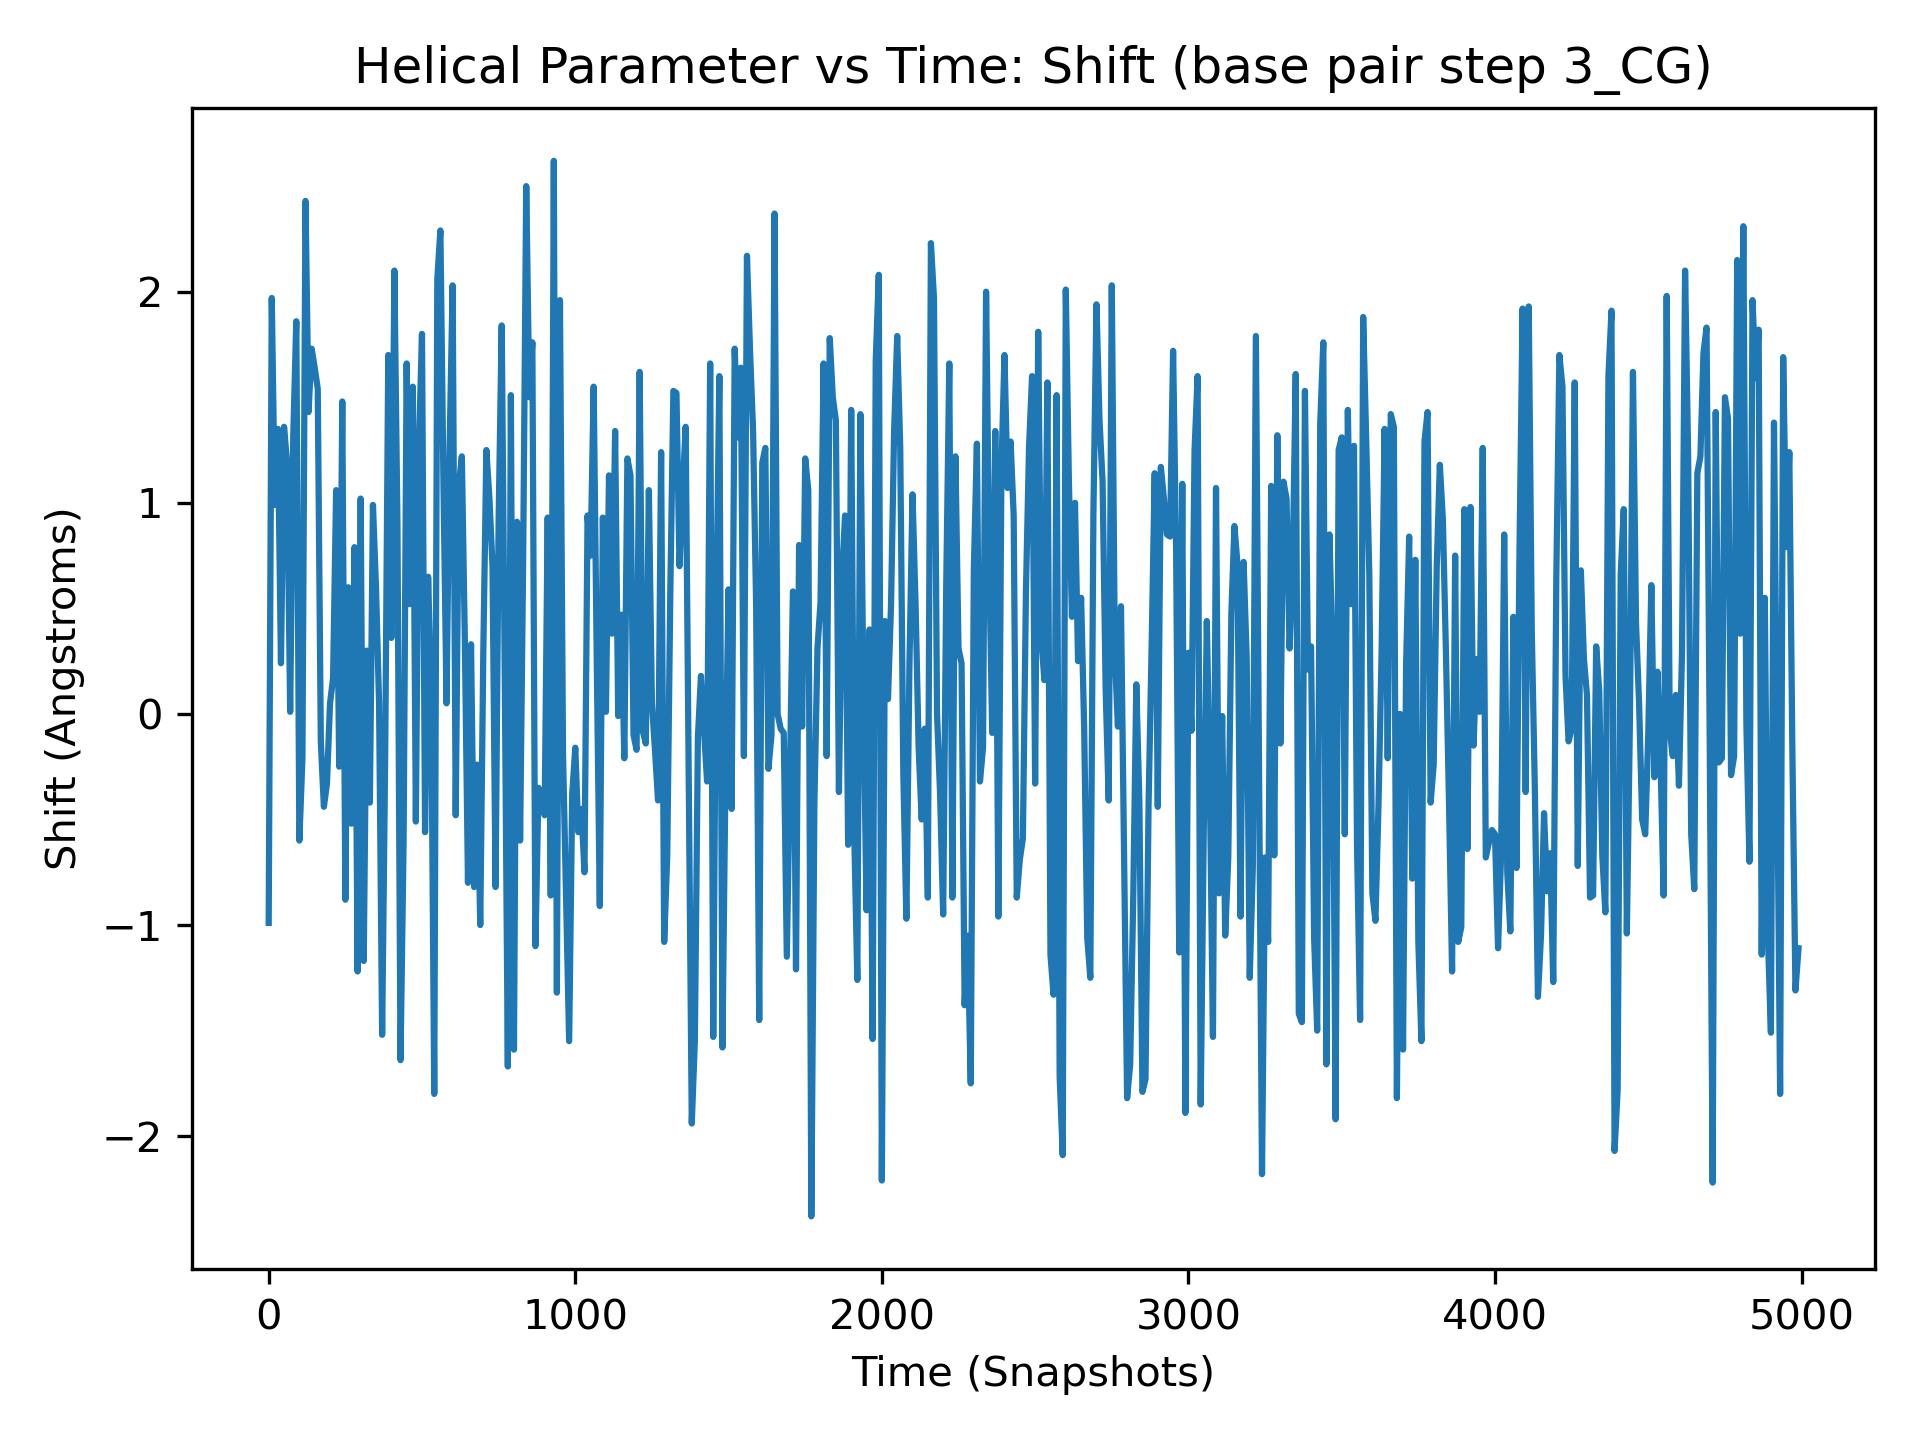 Helical Parameter vs Time: Shift (base pair step 3_CG)
Shift (Angstroms)
2
1
0
−1
−2
0 1000 2000 3000 4000 5000
Time (Snapshots)